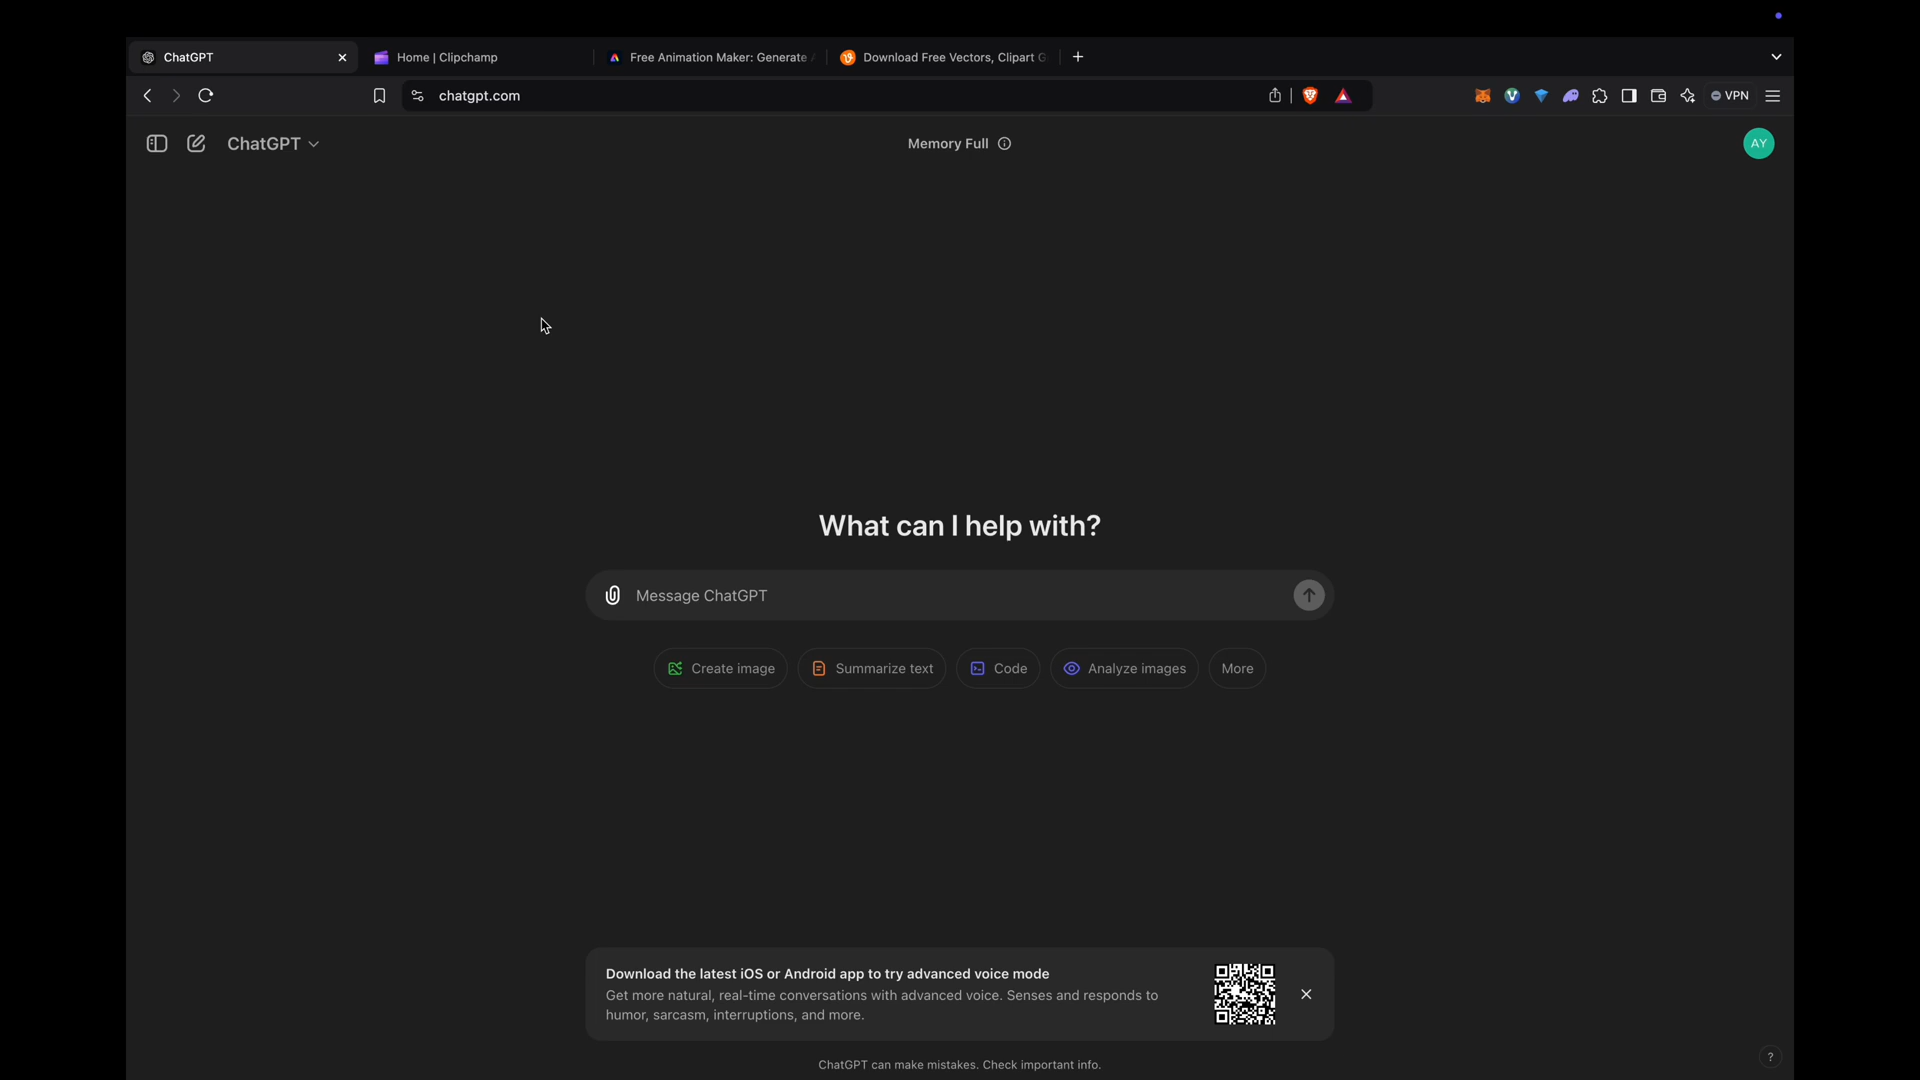 ChatGPT
Home | Clipchamp
Free Animation Maker: Generate
Download Free Vectors, Clipart G
chatgpt.com
VPN
ChatGPT
Memory Full
AY
What can I help with?
Message ChatGPT
Create image
Summarize text
Code
Analyze images
More
Download the latest iOS or Android app to try advanced voice mode
Get more natural, real-time conversations with advanced voice. Senses and responds to
humor, sarcasm, interruptions, and more.
ChatGPT can make mistakes. Check important info.
?